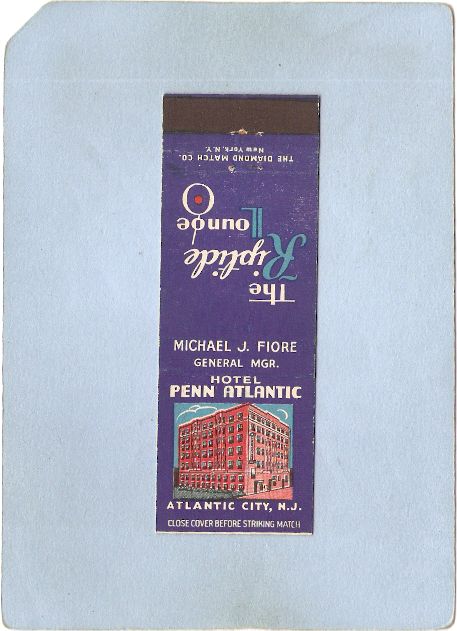 THE DIAMOND MATCH CO.
New York, N.Y.
The
Riptide
Lounge
MICHAEL J. FIORE
GENERAL MGR.
HOTEL
PENN ATLANTIC
ATLANTIC CITY, N.J.
CLOSE COVER BEFORE STRIKING MATCH